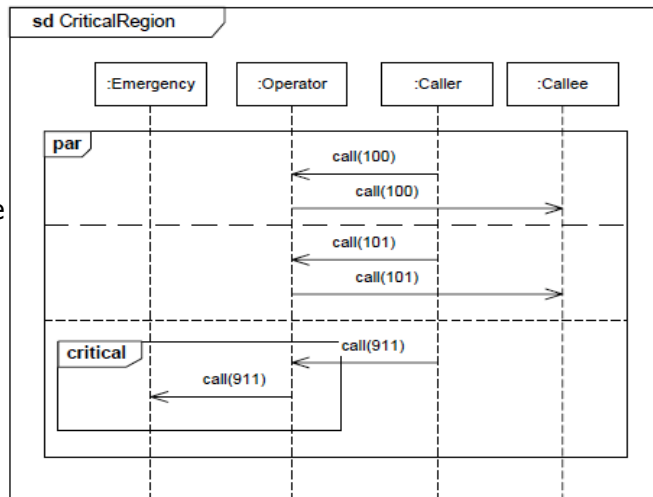 sd CriticalRegion
:Emergency :Operator :Caller :Callee
par
call(100)
call(100)
call(101)
call(101)
critical
call(911)
call(911)